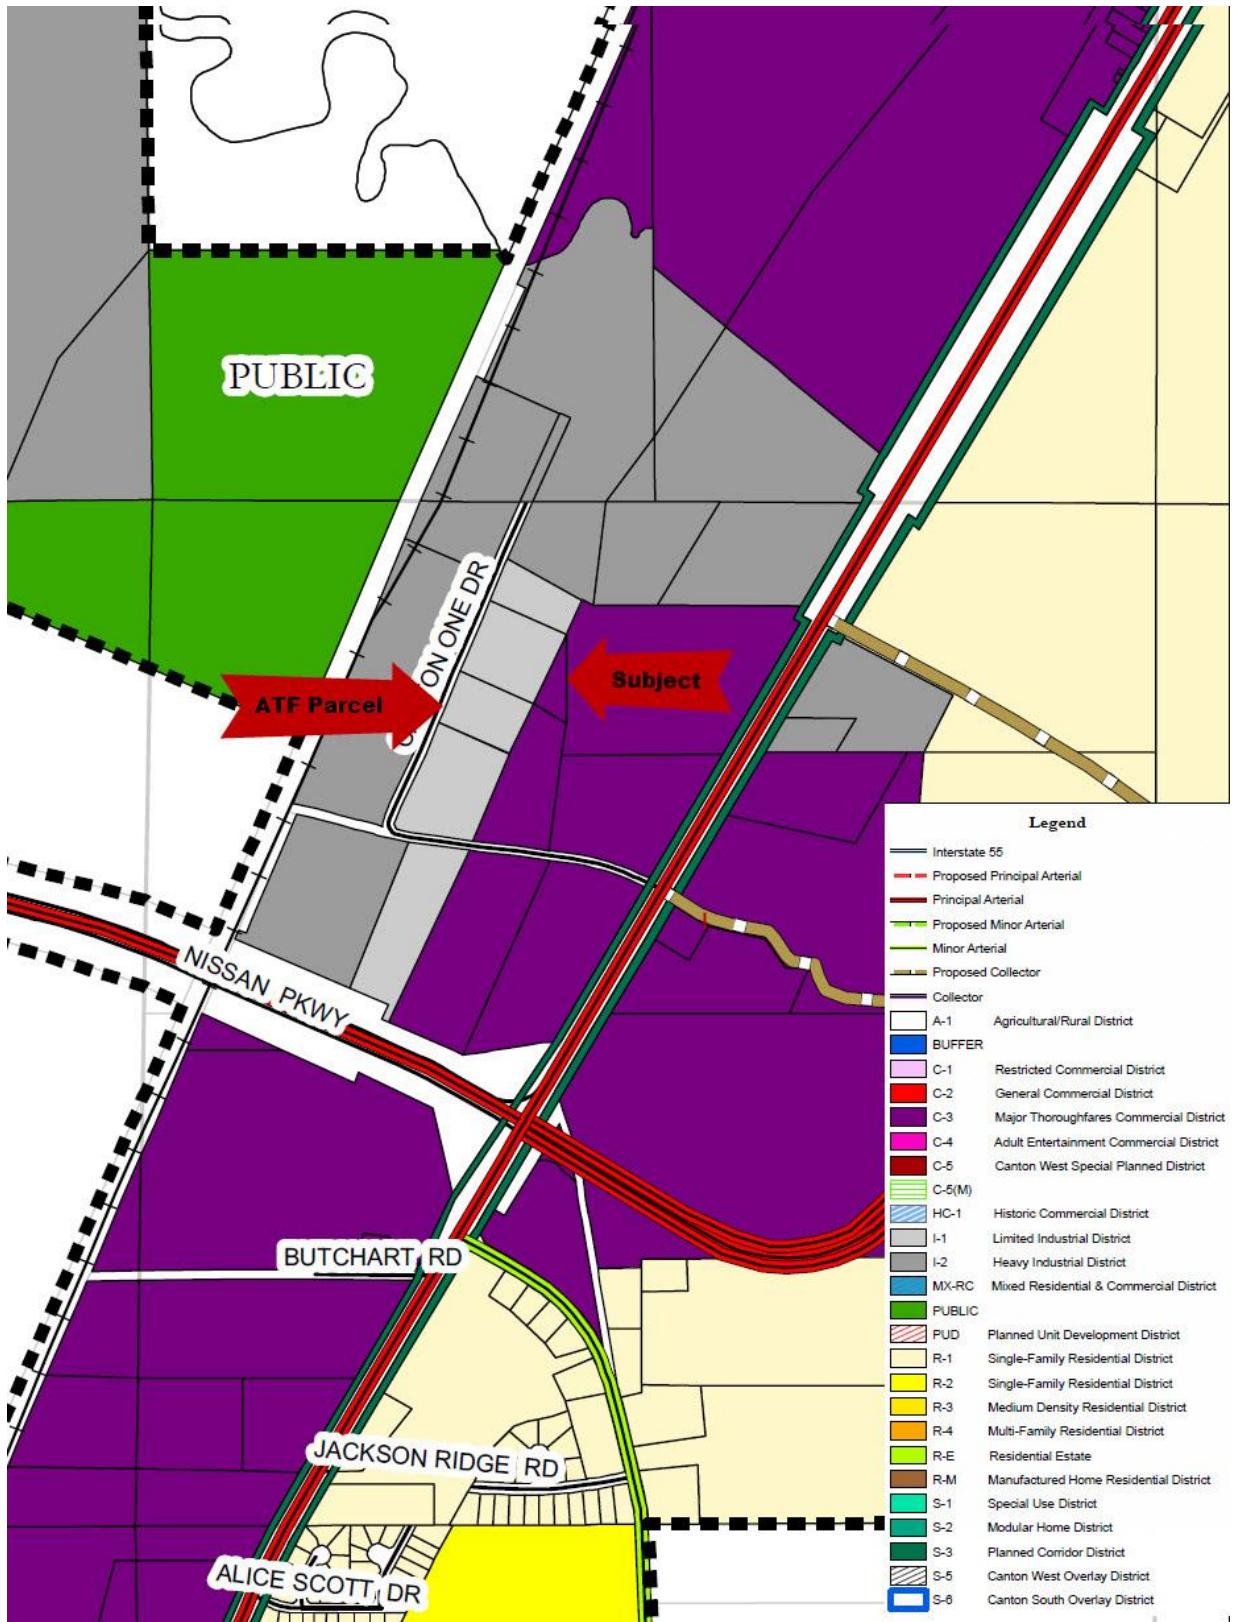 PUBLIC
ON ONE DR
ATF Parcel
Subject
NISSAN PKWY
BUTCHART RD
JACKSON RIDGE RD
ALICE SCOTT DR
Legend
Interstate 55
Proposed Principal Arterial
Principal Arterial
Proposed Minor Arterial
Minor Arterial
Proposed Collector
Collector
A-1 Agricultural/Rural District
BUFFER
C-1 Restricted Commercial District
C-2 General Commercial District
C-3 Major Thoroughfares Commercial District
C-4 Adult Entertainment Commercial District
C-5 Canton West Special Planned District
C-5(M)
HC-1 Historic Commercial District
I-1 Limited Industrial District
I-2 Heavy Industrial District
MX-RC Mixed Residential & Commercial District
PUBLIC
PUD Planned Unit Development District
R-1 Single-Family Residential District
R-2 Single-Family Residential District
R-3 Medium Density Residential District
R-4 Multi-Family Residential District
R-E Residential Estate
R-M Manufactured Home Residential District
S-1 Special Use District
S-2 Modular Home District
S-3 Planned Corridor District
S-5 Canton West Overlay District
S-6 Canton South Overlay District